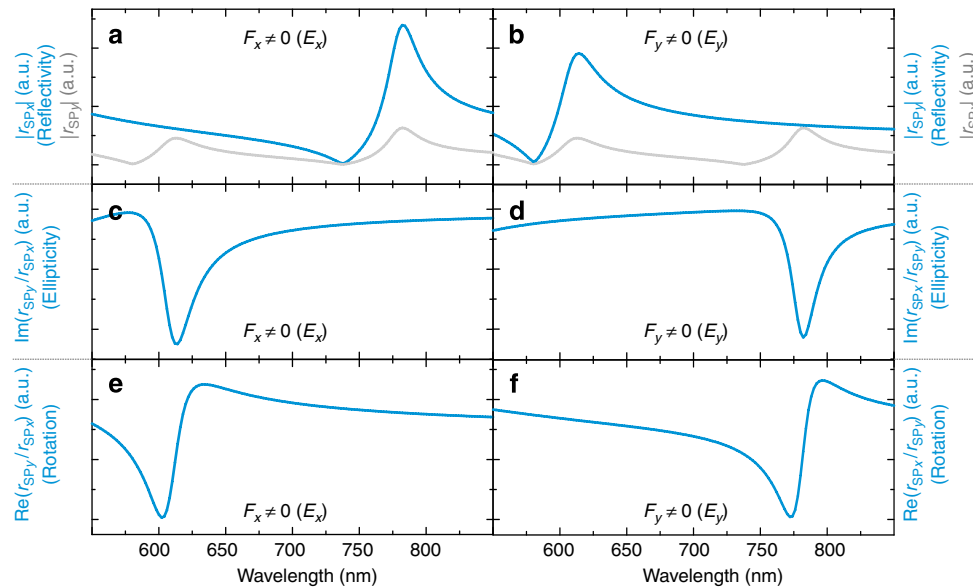 |r_SPx| (a.u.)
(Reflectivity)
|r_SPy| (a.u.)
a
F_x ≠ 0 (E_x)
b
F_y ≠ 0 (E_y)
|r_SPy| (a.u.)
(Reflectivity)
|r_SPx| (a.u.)
Im(r_SPy/r_SPx) (a.u.)
(Ellipticity)
c
F_x ≠ 0 (E_x)
d
F_y ≠ 0 (E_y)
Im(r_SPx/r_SPy) (a.u.)
(Ellipticity)
Re(r_SPy/r_SPx) (a.u.)
(Rotation)
e
F_x ≠ 0 (E_x)
f
F_y ≠ 0 (E_y)
Re(r_SPx/r_SPy) (a.u.)
(Rotation)
600 650 700 750 800
600 650 700 750 800
Wavelength (nm)
Wavelength (nm)